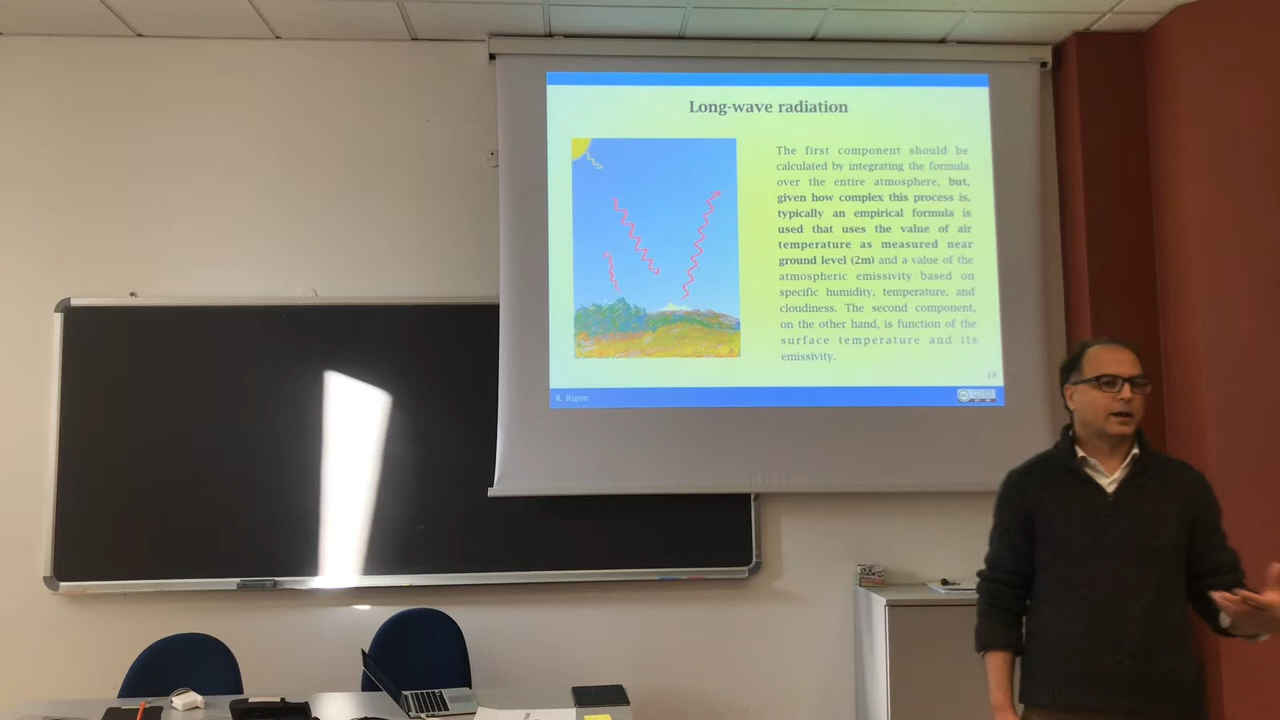 Long-wave radiation
The first component should be
calculated by integrating the formula
over the entire atmosphere, but,
given how complex this process is,
typically an empirical formula is
used that uses the value of air
temperature as measured near
ground level (2m) and a value of the
atmospheric emissivity based on
specific humidity, temperature, and
cloudiness. The second component,
on the other hand, is function of the
surface temperature and its
emissivity.
18
R. Rigon